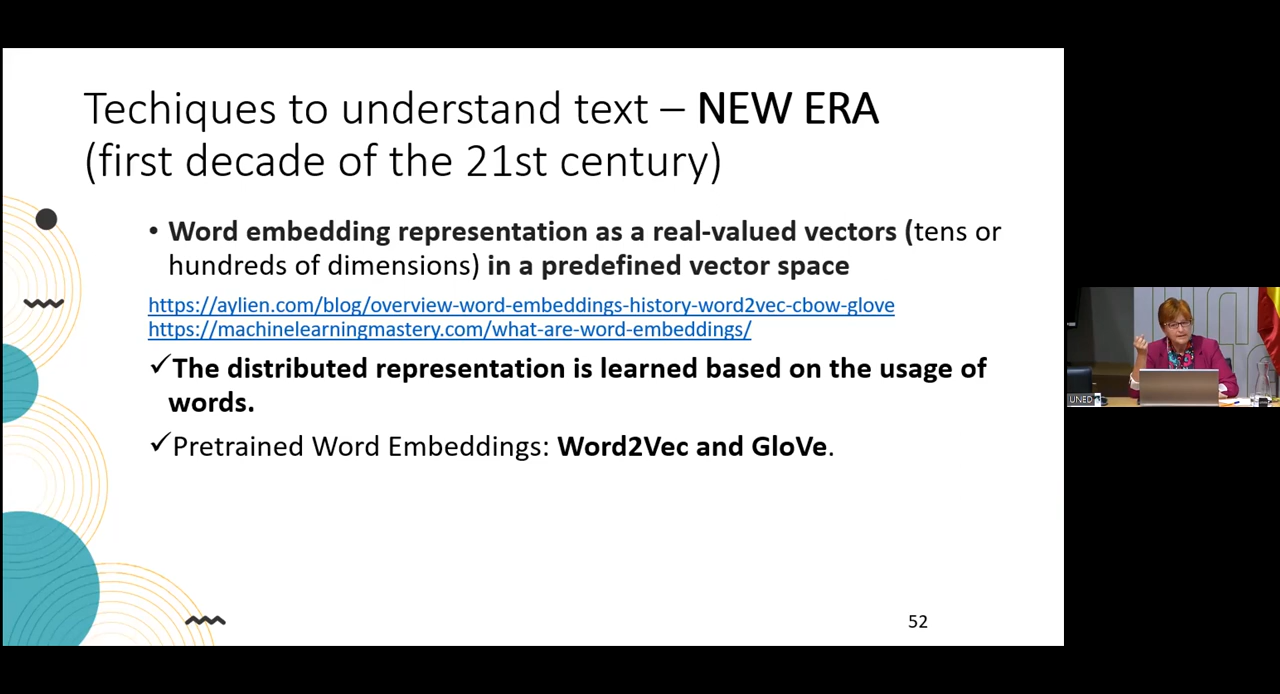 Techiques to understand text – NEW ERA
(first decade of the 21st century)
• Word embedding representation as a real-valued vectors (tens or
hundreds of dimensions) in a predefined vector space
https://aylien.com/blog/overview-word-embeddings-history-word2vec-cbow-glove
https://machinelearningmastery.com/what-are-word-embeddings/
✓The distributed representation is learned based on the usage of
words.
✓Pretrained Word Embeddings: Word2Vec and GloVe.
52
UNED